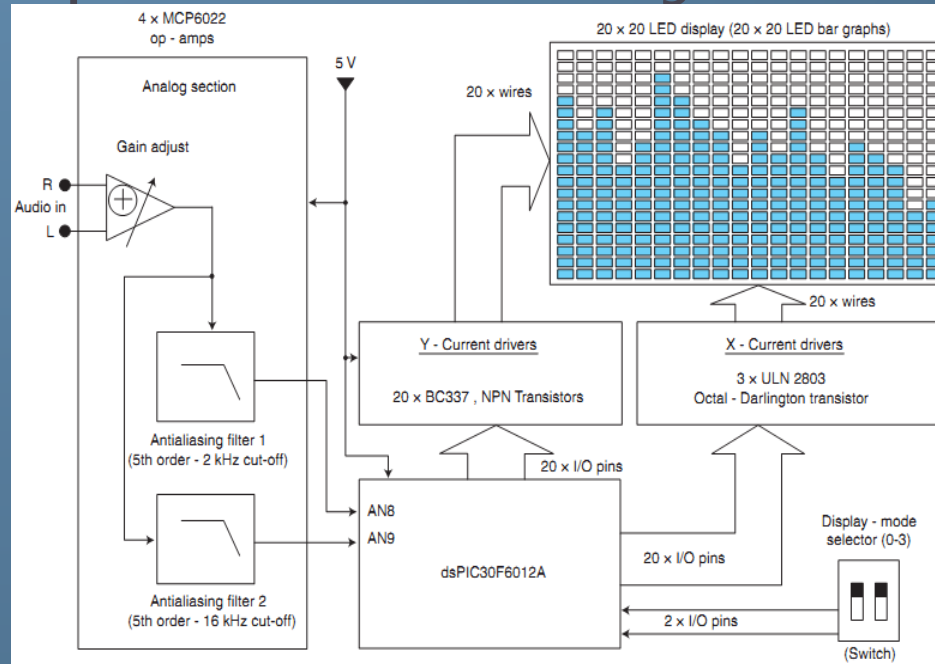 4 x MCP6022
op - amps
Analog section
Gain adjust
R
Audio in
L
Antialiasing filter 1
(5th order - 2 kHz cut-off)
Antialiasing filter 2
(5th order - 16 kHz cut-off)
5 V
20 x 20 LED display (20 x 20 LED bar graphs)
20 x wires
20 x wires
Y - Current drivers
20 x BC337 , NPN Transistors
X - Current drivers
3 x ULN 2803
Octal - Darlington transistor
20 x I/O pins
AN8
AN9
dsPIC30F6012A
20 x I/O pins
2 x I/O pins
Display - mode
selector (0-3)
(Switch)